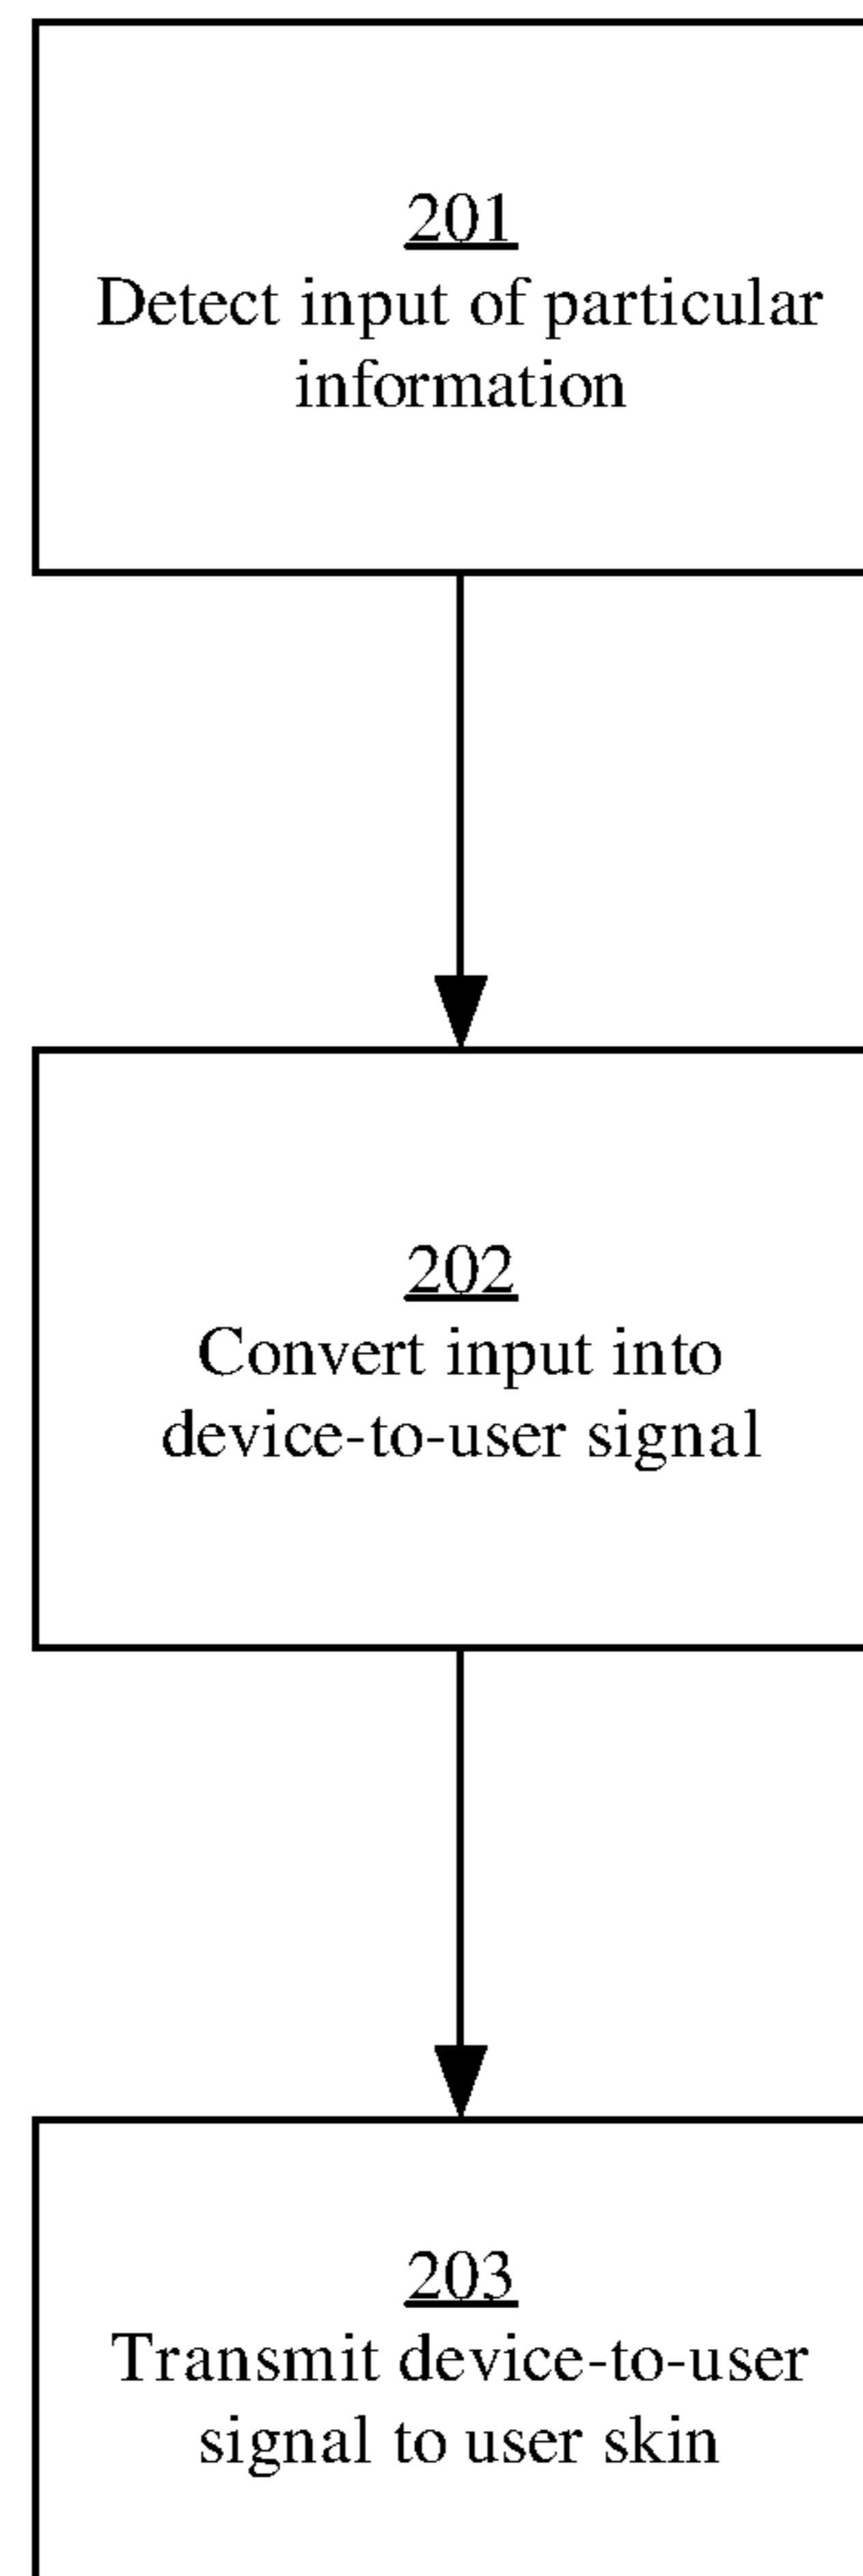 201
Detect input of particular
information
202
Convert input into
device-to-user signal
203
Transmit device-to-user
signal to user skin